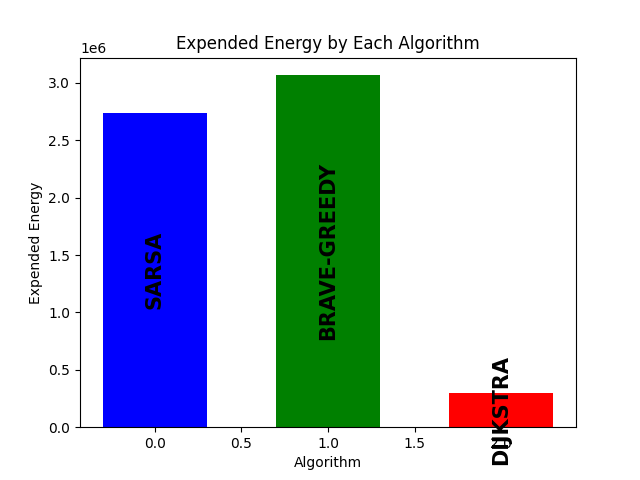 Expended Energy by Each Algorithm
1e6
3.0
2.5
2.0
1.5
1.0
0.5
0.0
Expended Energy
SARSA
BRAVE-GREEDY
DIJKSTRA
0.0 0.5 1.0 1.5
Algorithm